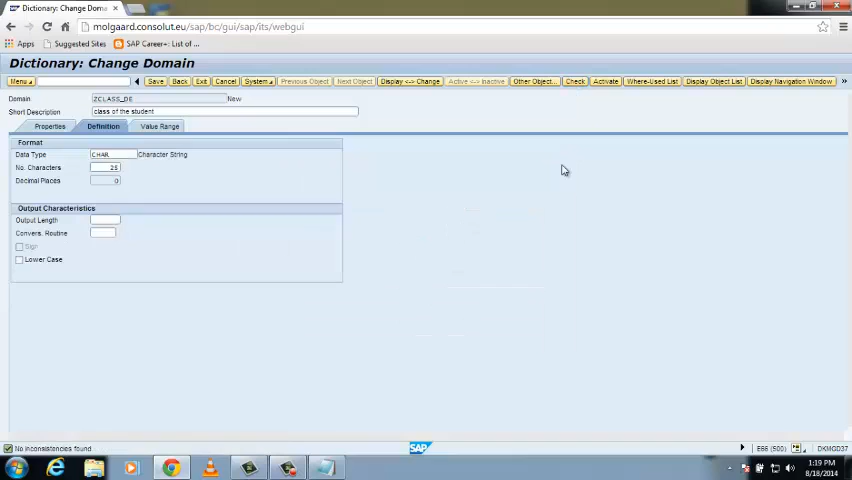 Dictionary: Change Doma ×
molgaard.consolut.eu/sap/bc/gui/sap/its/webgui
Apps Suggested Sites SAP Career+: List of ...
Dictionary: Change Domain
Menu Save Back Exit Cancel System Previous Object Next Object Display <-> Change Active <-> Inactive Other Object... Check Activate Where-Used List Display Object List Display Navigation Window »
Domain ZCLASS_DE New
Short Description class of the student
Properties Definition Value Range
Format
Data Type CHAR Character String
No. Characters 25
Decimal Places 0
Output Characteristics
Output Length
Convers. Routine
Sign
Lower Case
No inconsistencies found SAP E66 (500) DKMGD37
1:19 PM
8/18/2014